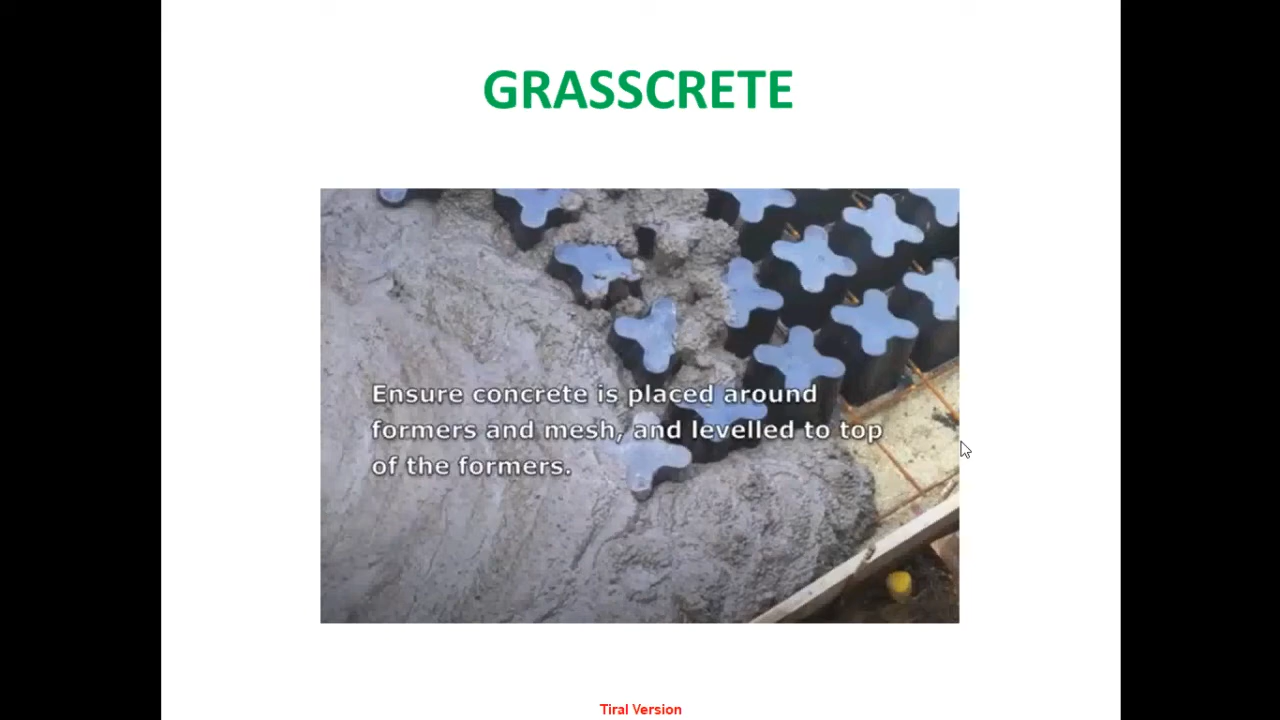 GRASSCRETE
Ensure concrete is placed around
formers and mesh, and levelled to top
of the formers.
Tiral Version